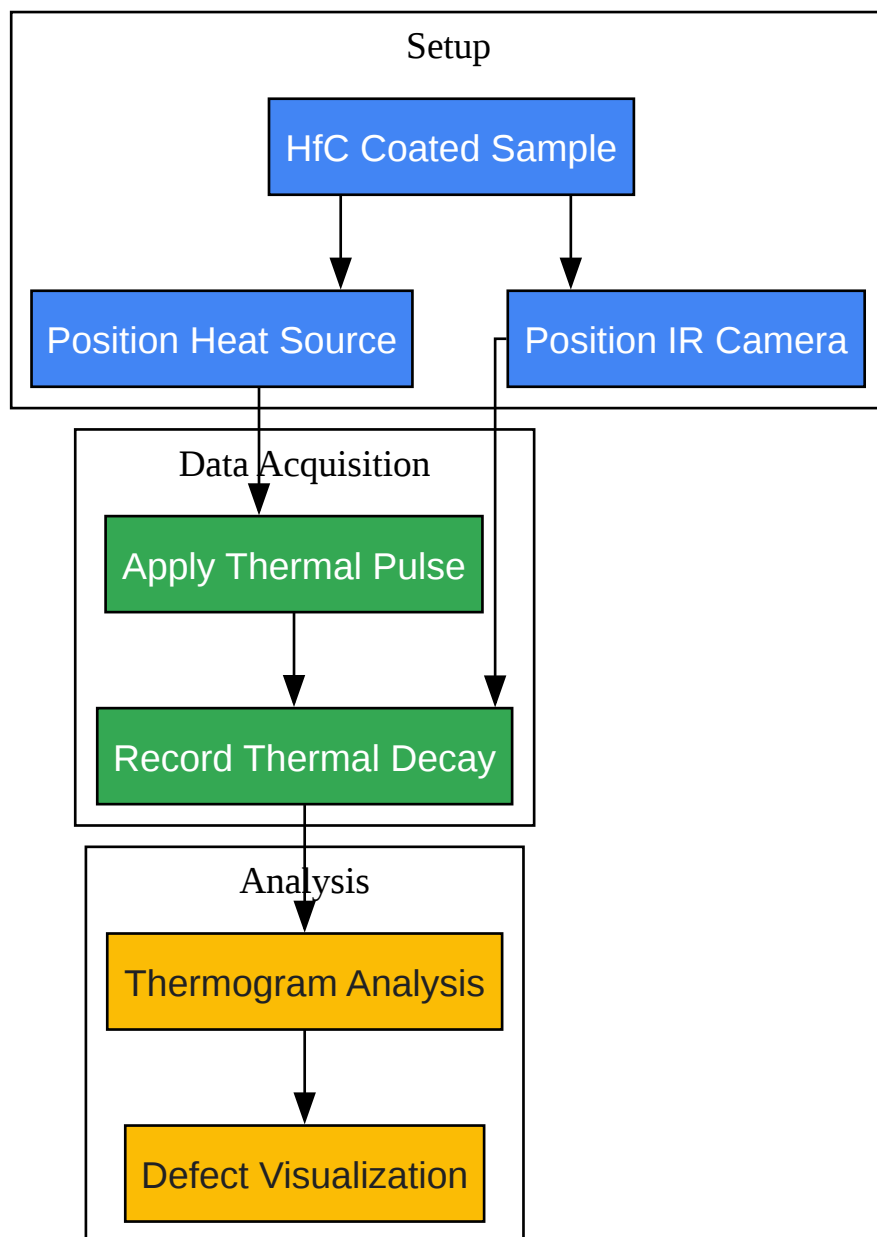 Setup
HfC Coated Sample
Position Heat Source
Position IR Camera
Data Acquisition
Apply Thermal Pulse
Record Thermal Decay
Analysis
Thermogram Analysis
Defect Visualization